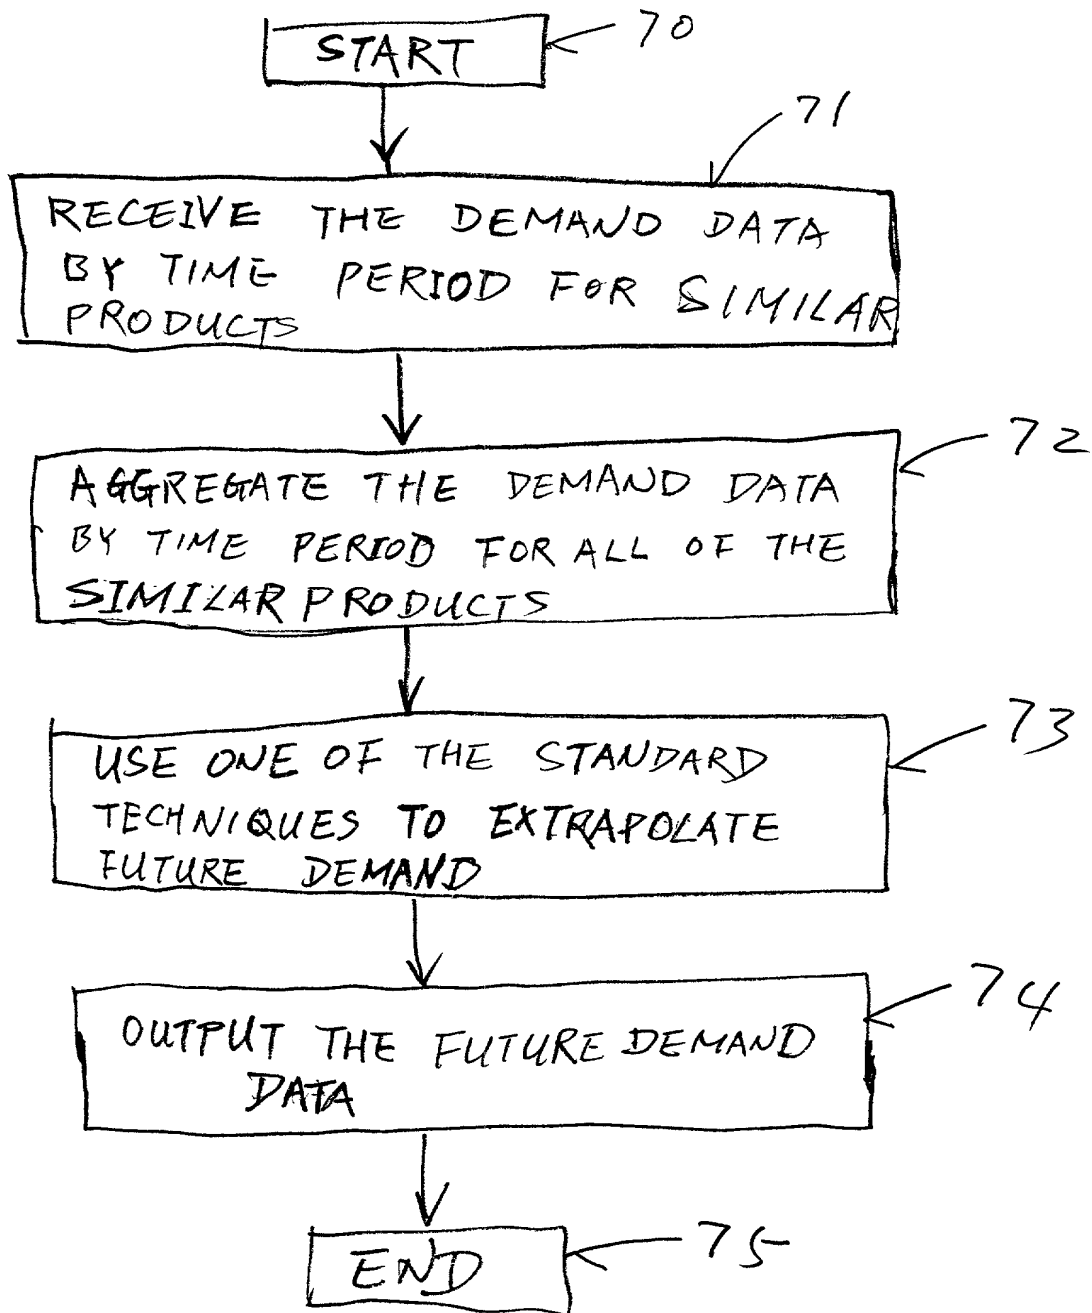 START
70
71
RECEIVE THE DEMAND DATA
BY TIME PERIOD FOR SIMILAR
PRODUCTS
72
AGGREGATE THE DEMAND DATA
BY TIME PERIOD FOR ALL OF THE
SIMILAR PRODUCTS
73
USE ONE OF THE STANDARD
TECHNIQUES TO EXTRAPOLATE
FUTURE DEMAND
74
OUTPUT THE FUTURE DEMAND
DATA
END
75